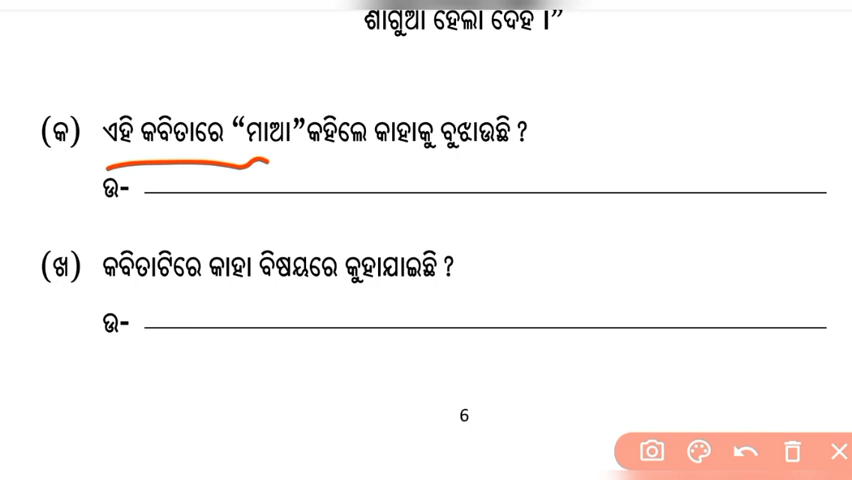 ଶାଗୁଆ ହେଲା ଦେହ ।”
(କ) ଏହି କବିତାରେ “ମାଆ”କହିଲେ କାହାକୁ ବୁଝାଉଛି ?
ଉ-
(ଖ) କବିତାଟିରେ କାହା ବିଷୟରେ କୁହାଯାଇଛି ?
ଉ-
6